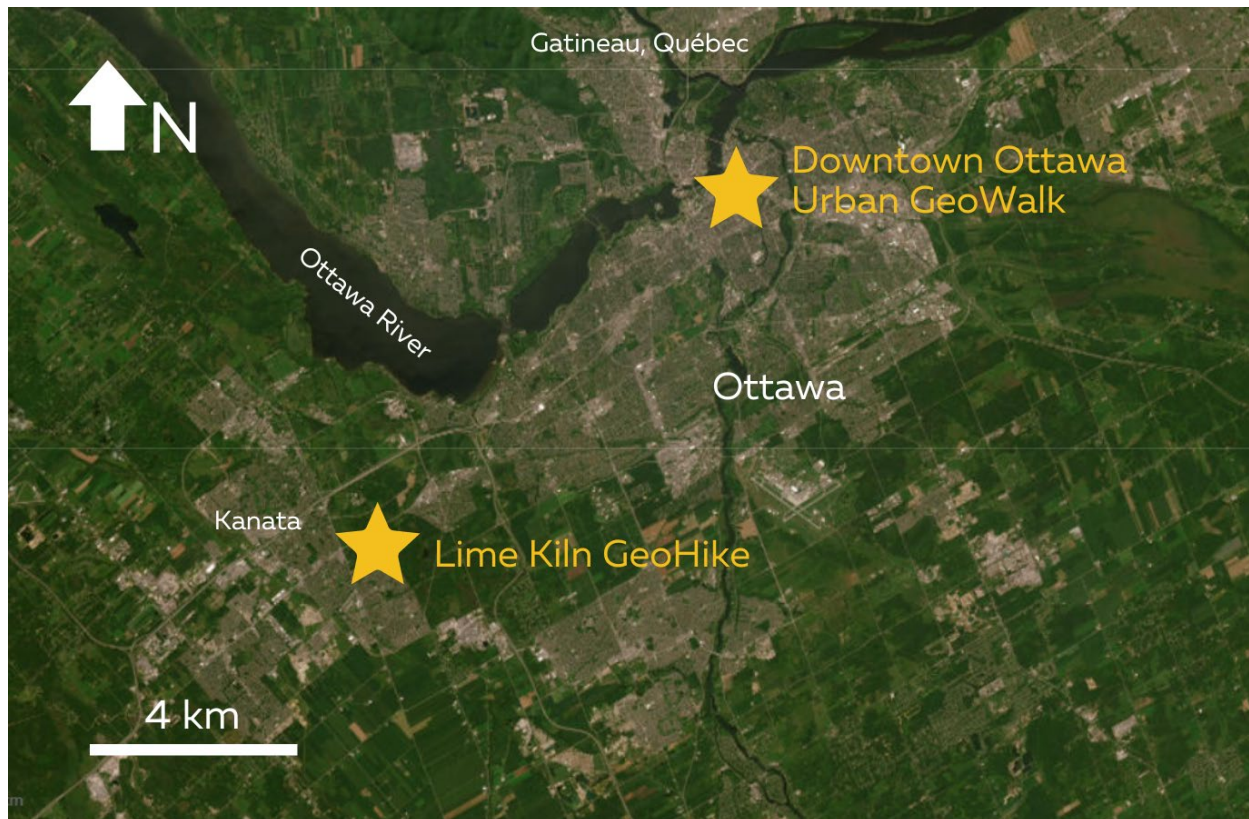 Gatineau, Québec
N
Downtown Ottawa
Urban GeoWalk
Ottawa River
Ottawa
Kanata
Lime Kiln GeoHike
4 km